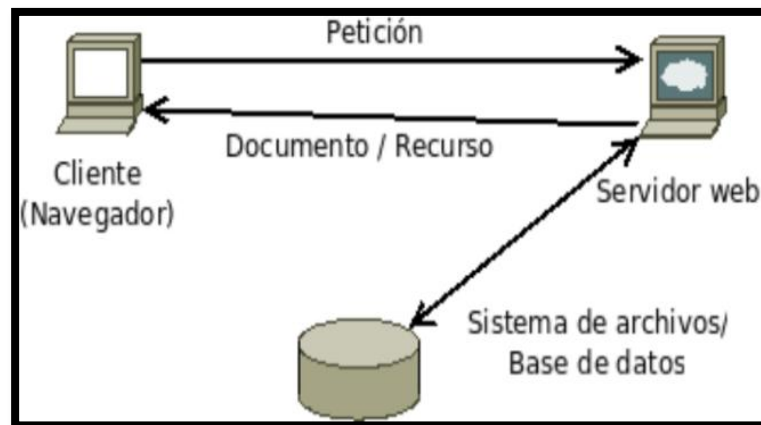 Petición
Documento / Recurso
Cliente
(Navegador)
Servidor web
Sistema de archivos/
Base de datos